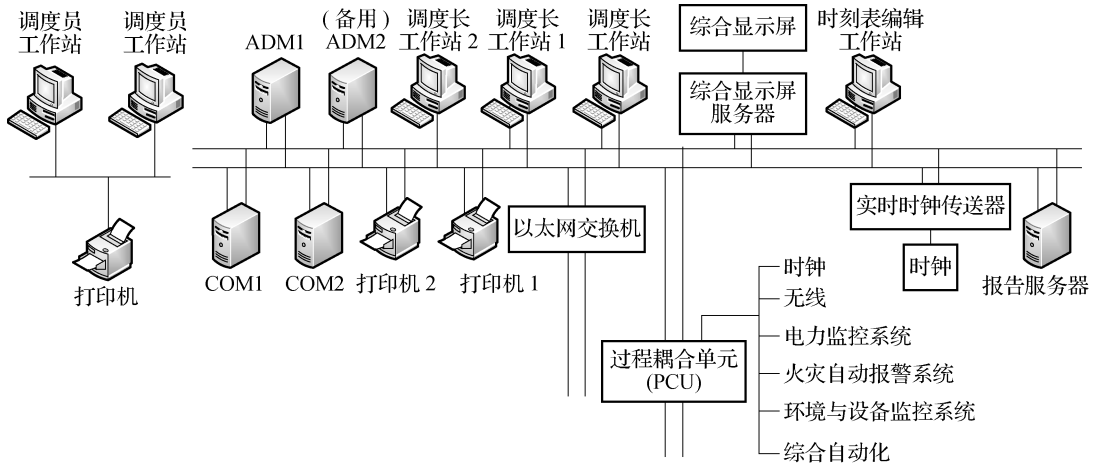 调度员
工作站
调度员
工作站
ADM1
(备用)
ADM2
调度长
工作站 2
调度长
工作站 1
调度长
工作站
综合显示屏
综合显示屏
服务器
时刻表编辑
工作站
打印机
COM1
COM2
打印机 2
打印机 1
以太网交换机
实时时钟传送器
时钟
报告服务器
过程耦合单元
(PCU)
时钟
无线
电力监控系统
火灾自动报警系统
环境与设备监控系统
综合自动化